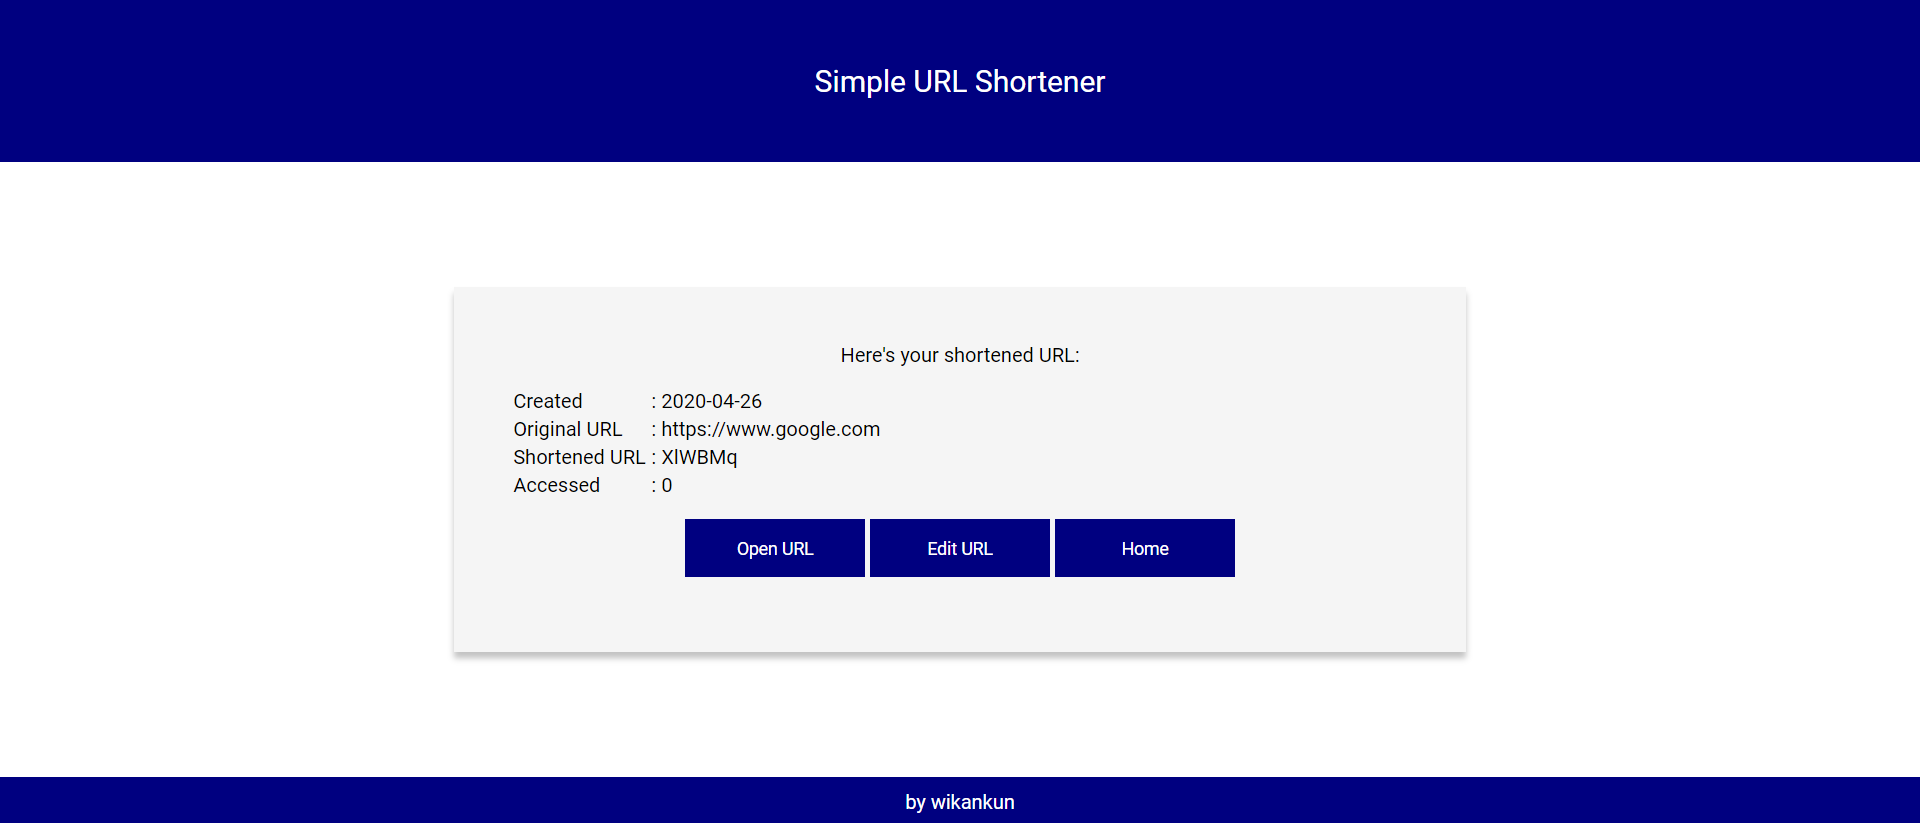 Simple URL Shortener
Here's your shortened URL:
Created : 2020-04-26
Original URL : https://www.google.com
Shortened URL : XlWBMq
Accessed : 0
Open URL Edit URL Home
by wikankun